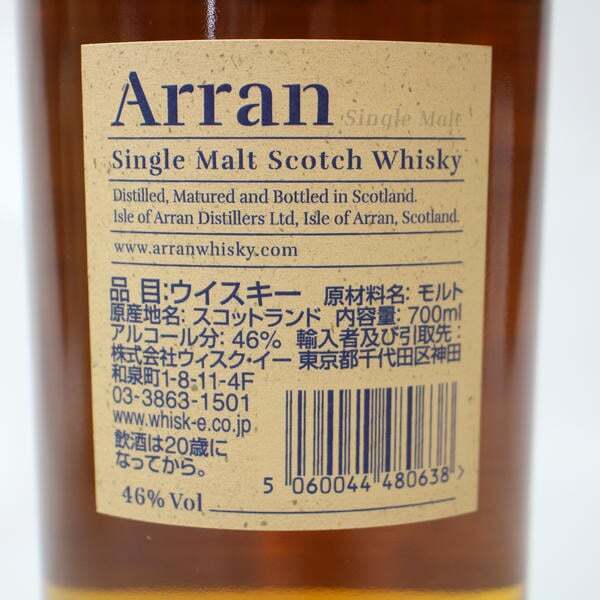 Arran
Single Malt
Single Malt Scotch Whisky
Distilled, Matured and Bottled in Scotland.
Isle of Arran Distillers Ltd, Isle of Arran, Scotland.
www.arranwhisky.com
品 目:ウイスキー 原材料名: モルト
原産地名: スコットランド 内容量: 700ml
アルコール分: 46% 輸入者及び引取先:
株式会社ウィスク・イー 東京都千代田区神田
和泉町1-8-11-4F
03-3863-1501
www.whisk-e.co.jp
飲酒は20歳に
なってから。
46% Vol
5 060044 480638 >